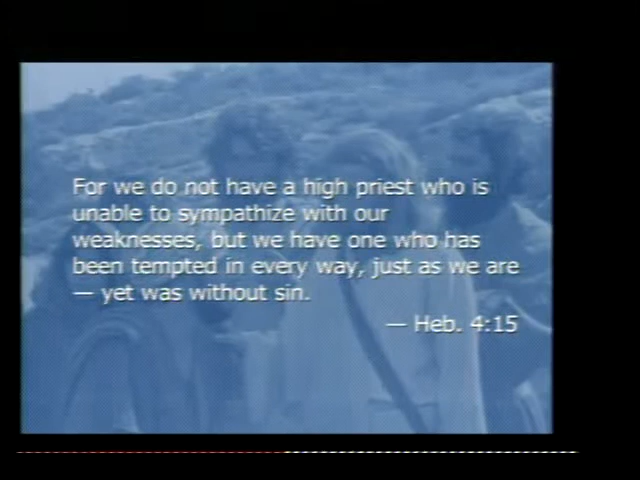 For we do not have a high priest who is
unable to sympathize with our
weaknesses, but we have one who has
been tempted in every way, just as we are
— yet was without sin.
— Heb. 4:15